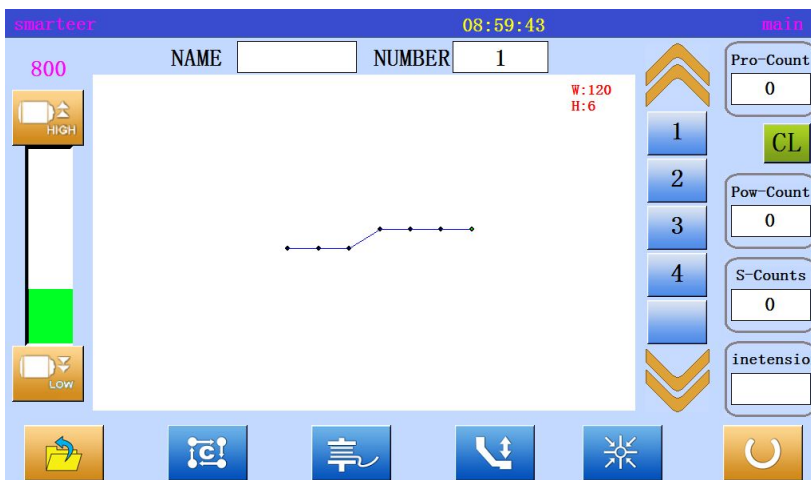 smarteer 08:59:43 main
NAME NUMBER 1
800
HIGH
LOW
W:120
H:6
1
2
3
4
Pro-Count
0
CL
Pow-Count
0
S-Counts
0
inetensio
C